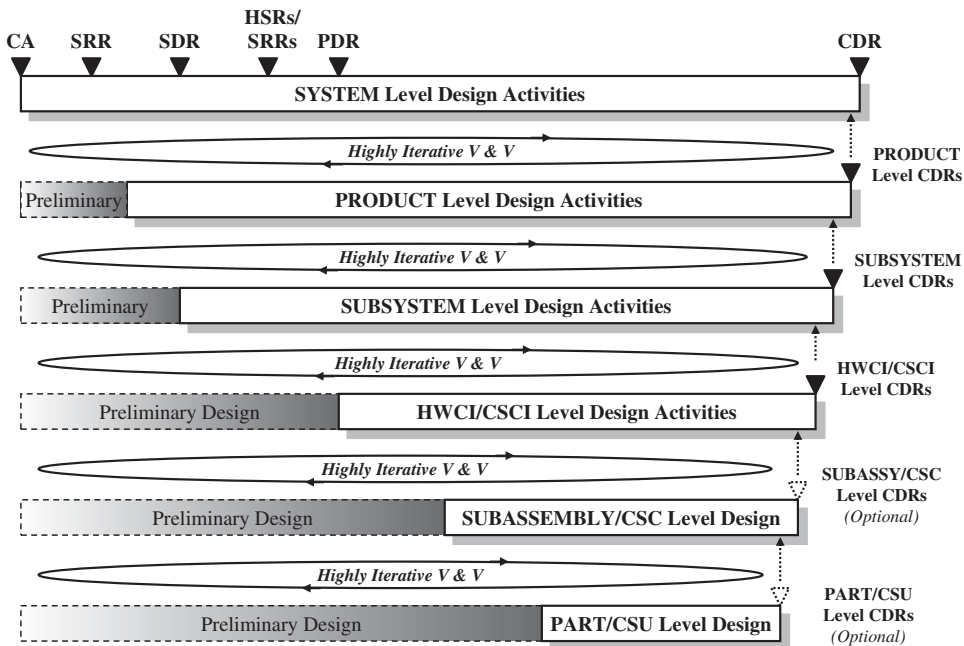 HSRs/
CA SRR SDR SRRs PDR CDR
SYSTEM Level Design Activities
Highly Iterative V & V
PRODUCT
Level CDRs
Preliminary PRODUCT Level Design Activities
Highly Iterative V & V
SUBSYSTEM
Level CDRs
Preliminary SUBSYSTEM Level Design Activities
Highly Iterative V & V
HWCI/CSCI
Level CDRs
Preliminary Design HWCI/CSCI Level Design Activities
Highly Iterative V & V
SUBASSY/CSC
Level CDRs
(Optional)
Preliminary Design SUBASSEMBLY/CSC Level Design
Highly Iterative V & V
PART/CSU
Level CDRs
(Optional)
Preliminary Design PART/CSU Level Design